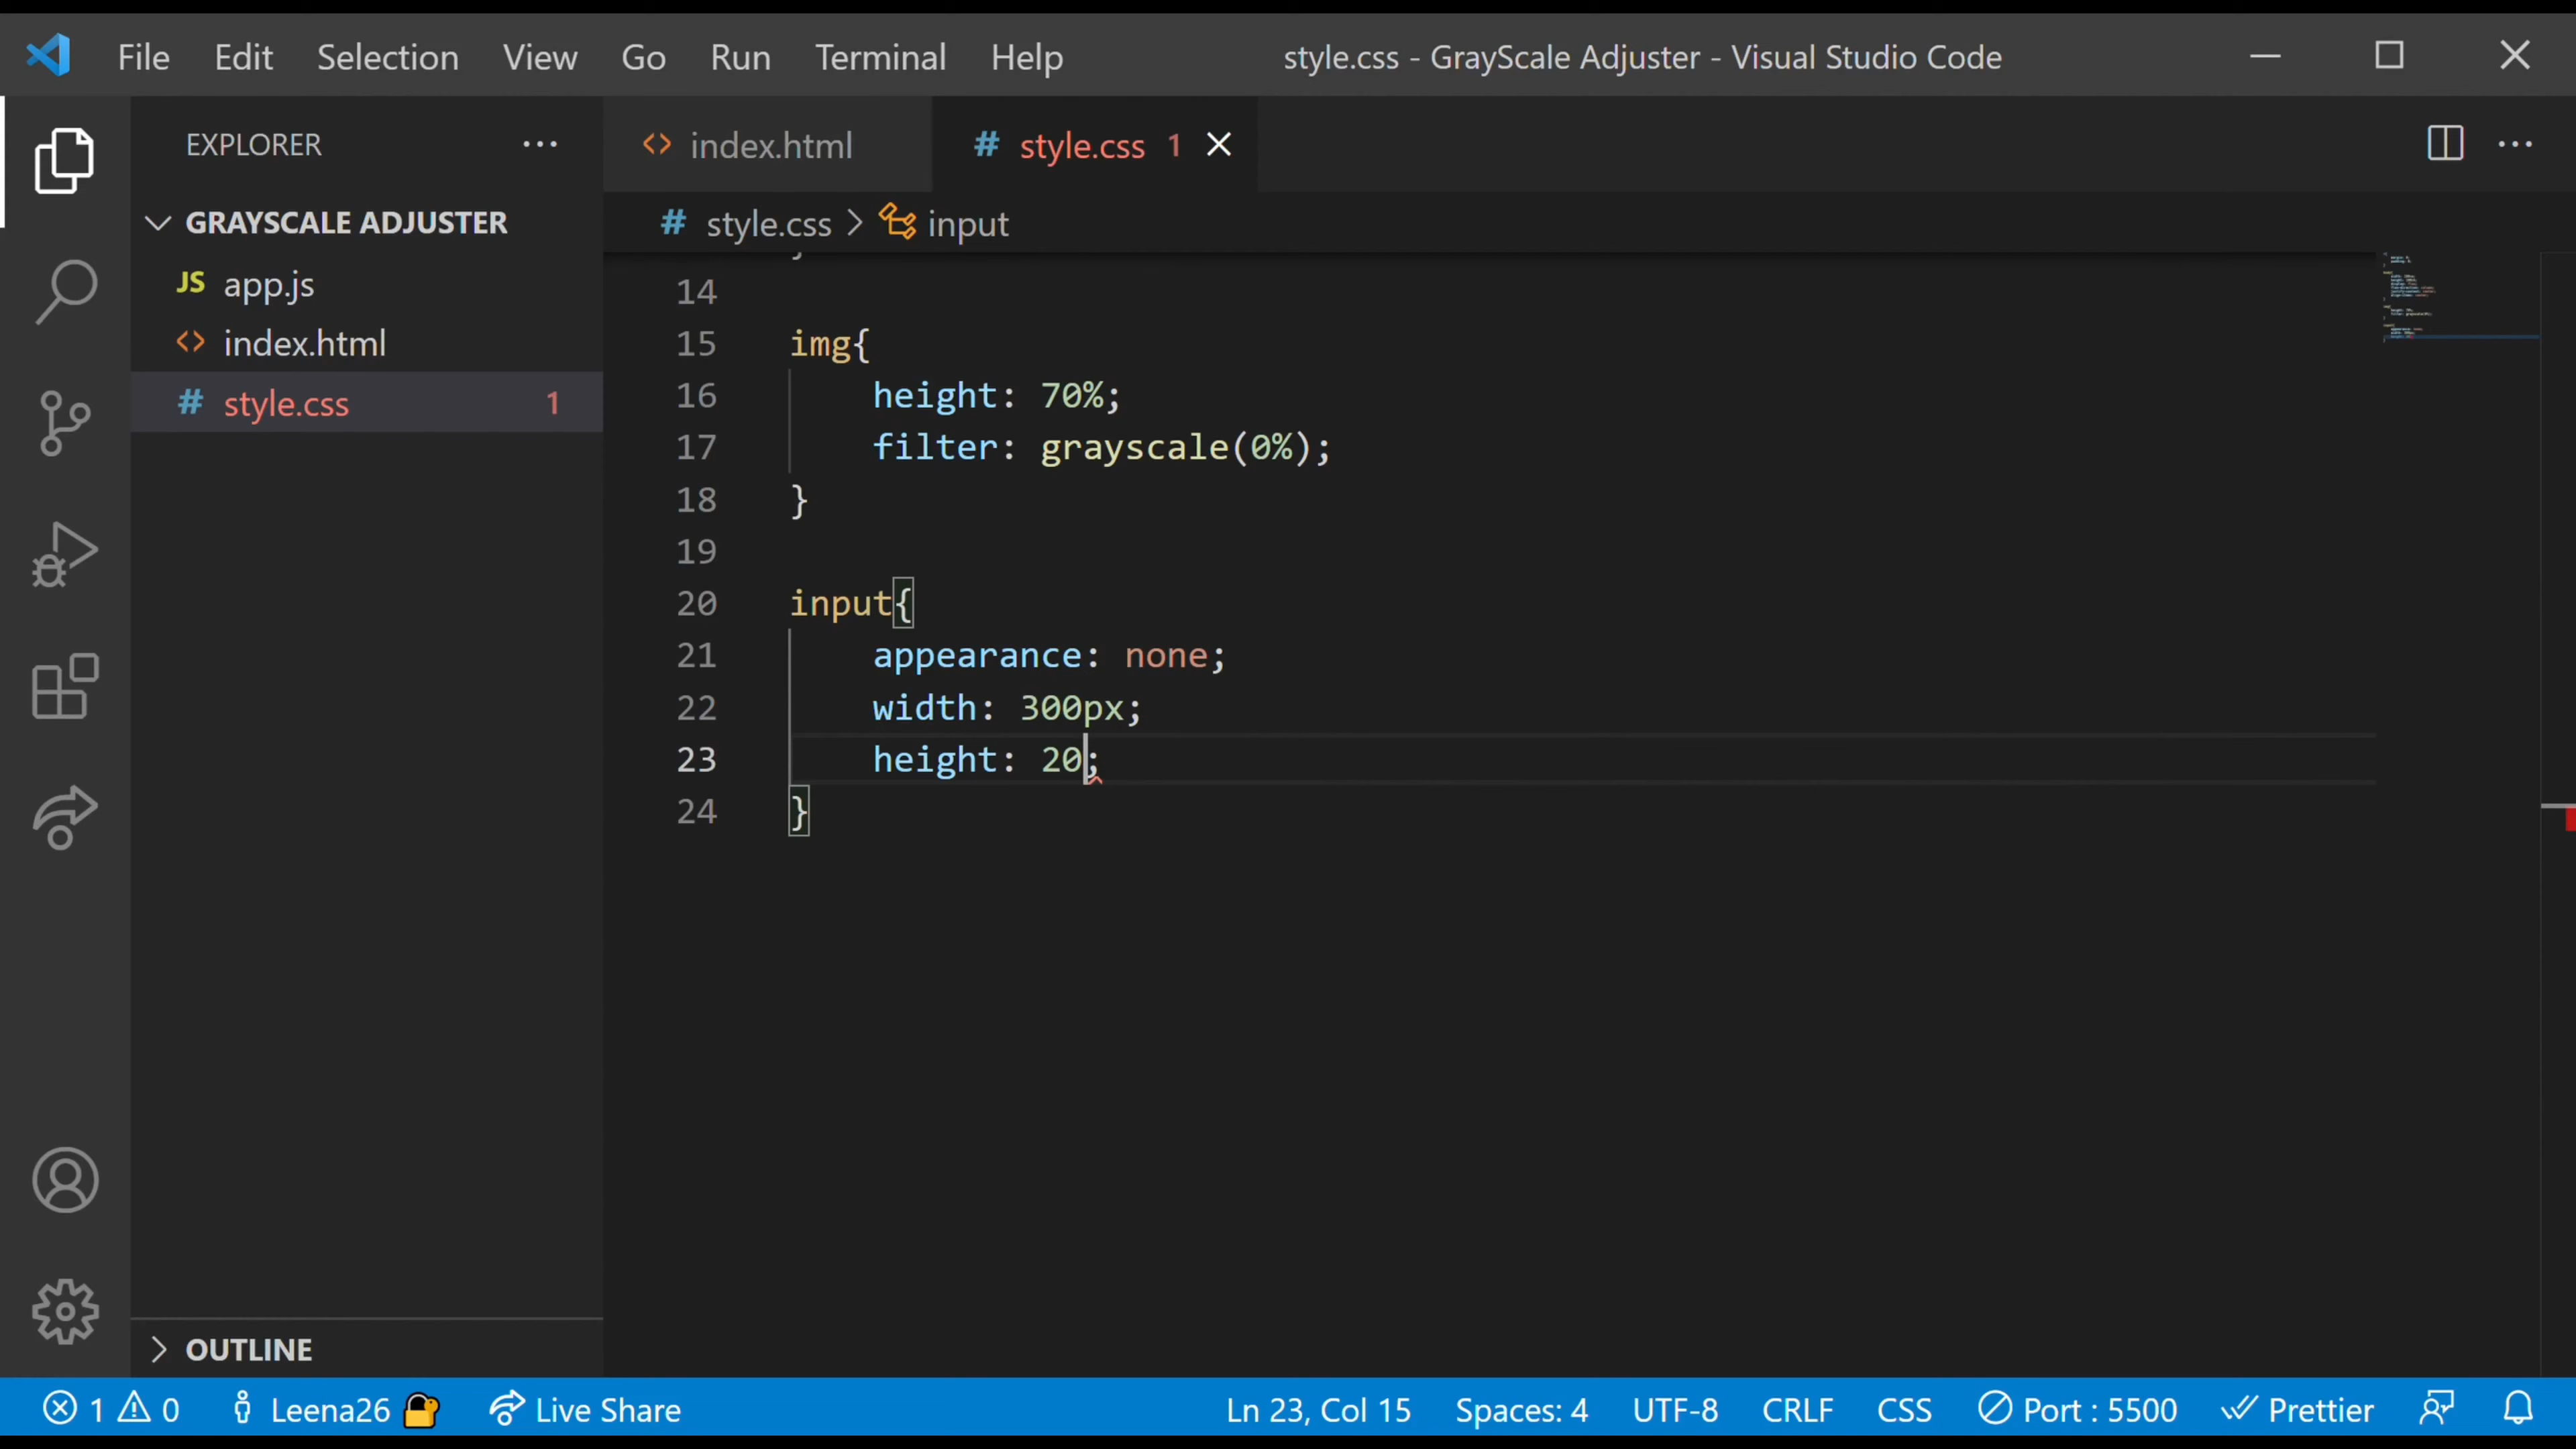 File Edit Selection View Go Run Terminal Help style.css - GrayScale Adjuster - Visual Studio Code
EXPLORER
GRAYSCALE ADJUSTER
JS app.js
<> index.html
# style.css 1
OUTLINE
<> index.html # style.css 1
# style.css > input
14
15 img{
16 height: 70%;
17 filter: grayscale(0%);
18 }
19
20 input{
21 appearance: none;
22 width: 300px;
23 height: 20;
24 }
1 0 Leena26 Live Share Ln 23, Col 15 Spaces: 4 UTF-8 CRLF CSS Port : 5500 Prettier